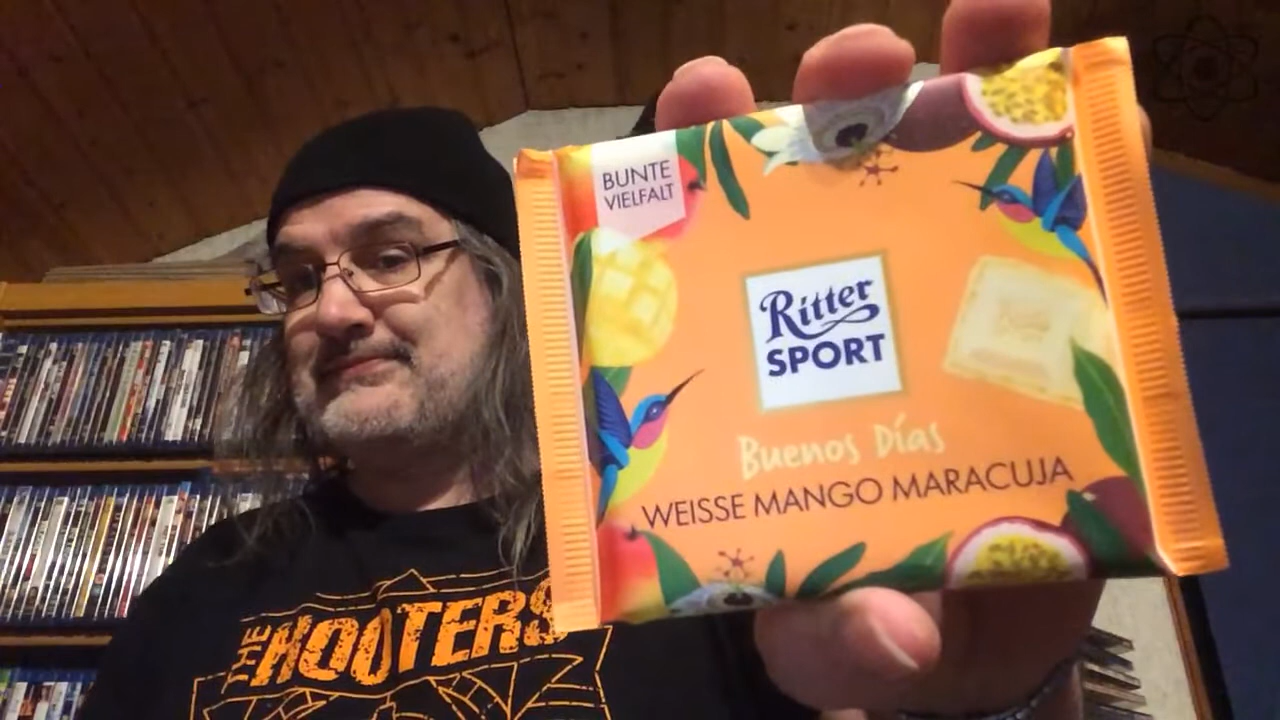 BUNTE
VIELFALT
Ritter
SPORT
Buenos Días
WEISSE MANGO MARACUJA
THE HOOTERS